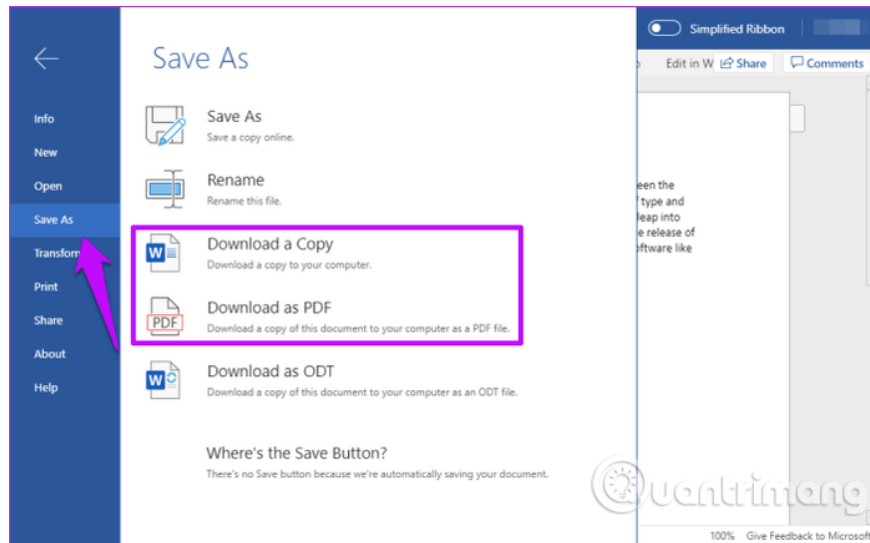 Simplified Ribbon
Edit in W Share Comments
Save As
Info
New
Open
Save As
Transform
Print
Share
About
Help
Save As
Save a copy online.
Rename
Rename this file.
W
Download a Copy
Download a copy to your computer.
PDF
Download as PDF
Download a copy of this document to your computer as a PDF file.
W
Download as ODT
Download a copy of this document to your computer as an ODT file.
Where's the Save Button?
There's no Save button because we're automatically saving your document.
een the
type and
leap into
e release of
oftware like
Quantrimang
100% Give Feedback to Microsoft